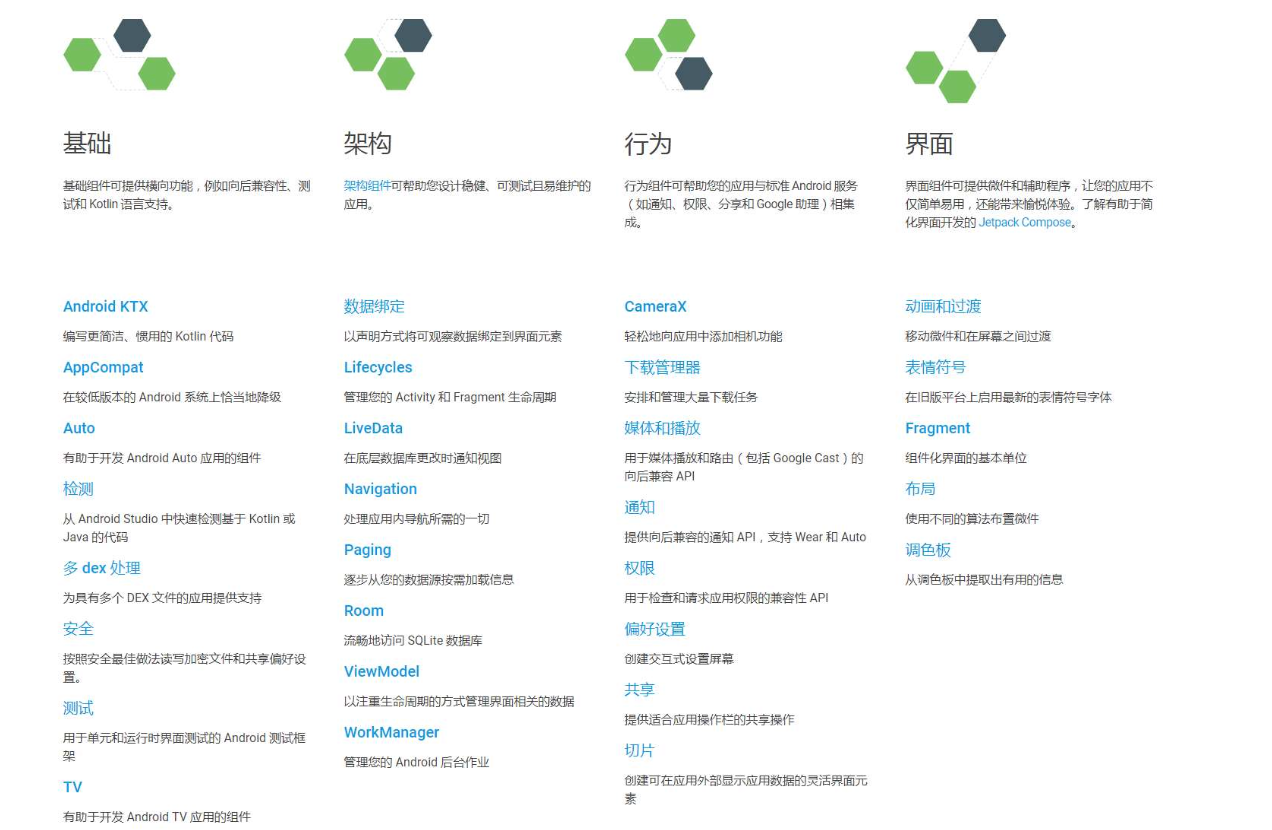 基础
基础组件可提供横向功能，例如向后兼容性、测
试和 Kotlin 语言支持。
Android KTX
编写更简洁、惯用的 Kotlin 代码
AppCompat
在较低版本的 Android 系统上恰当地降级
Auto
有助于开发 Android Auto 应用的组件
检测
从 Android Studio 中快速检测基于 Kotlin 或
Java 的代码
多 dex 处理
为具有多个 DEX 文件的应用提供支持
安全
按照安全最佳做法读写加密文件和共享偏好设
置。
测试
用于单元和运行时界面测试的 Android 测试框
架
TV
有助于开发 Android TV 应用的组件
架构
架构组件可帮助您设计稳健、可测试且易维护的
应用。
数据绑定
以声明方式将可观察数据绑定到界面元素
Lifecycles
管理您的 Activity 和 Fragment 生命周期
LiveData
在底层数据库更改时通知视图
Navigation
处理应用内导航所需的一切
Paging
逐步从您的数据源按需加载信息
Room
流畅地访问 SQLite 数据库
ViewModel
以注重生命周期的方式管理界面相关的数据
WorkManager
管理您的 Android 后台作业
行为
行为组件可帮助您的应用与标准 Android 服务
（如通知、权限、分享和 Google 助理）相集
成。
CameraX
轻松地向应用中添加相机功能
下载管理器
安排和管理大量下载任务
媒体和播放
用于媒体播放和路由（包括 Google Cast）的
向后兼容 API
通知
提供向后兼容的通知 API，支持 Wear 和 Auto
权限
用于检查和请求应用权限的兼容性 API
偏好设置
创建交互式设置屏幕
共享
提供适合应用操作栏的共享操作
切片
创建可在应用外部显示应用数据的灵活界面元
素
界面
界面组件可提供微件和辅助程序，让您的应用不
仅简单易用，还能带来愉悦体验。了解有助于简
化界面开发的 Jetpack Compose。
动画和过渡
移动微件和在屏幕之间过渡
表情符号
在旧版平台上启用最新的表情符号字体
Fragment
组件化界面的基本单位
布局
使用不同的算法布置微件
调色板
从调色板中提取出有用的信息